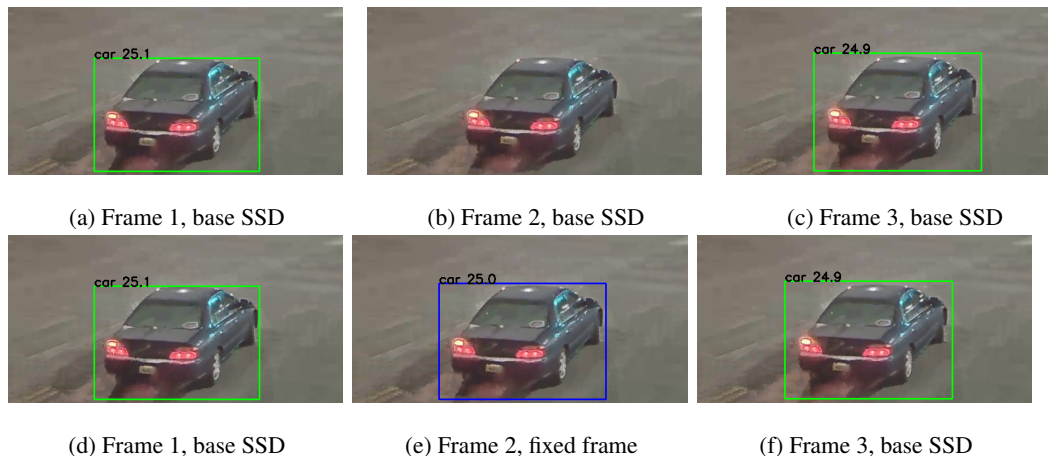 car 25.1
car 24.9
(a) Frame 1, base SSD
(b) Frame 2, base SSD
(c) Frame 3, base SSD
car 25.1
car 25.0
car 24.9
(d) Frame 1, base SSD
(e) Frame 2, fixed frame
(f) Frame 3, base SSD